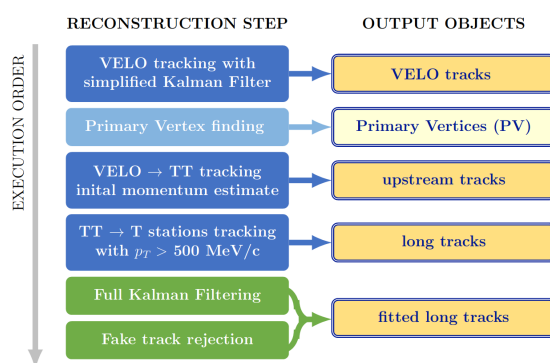 RECONSTRUCTION STEP
OUTPUT OBJECTS
EXECUTION ORDER
VELO tracking with
simplified Kalman Filter
VELO tracks
Primary Vertex finding
Primary Vertices (PV)
VELO → TT tracking
inital momentum estimate
upstream tracks
TT → T stations tracking
with p_T > 500 MeV/c
long tracks
Full Kalman Filtering
Fake track rejection
fitted long tracks